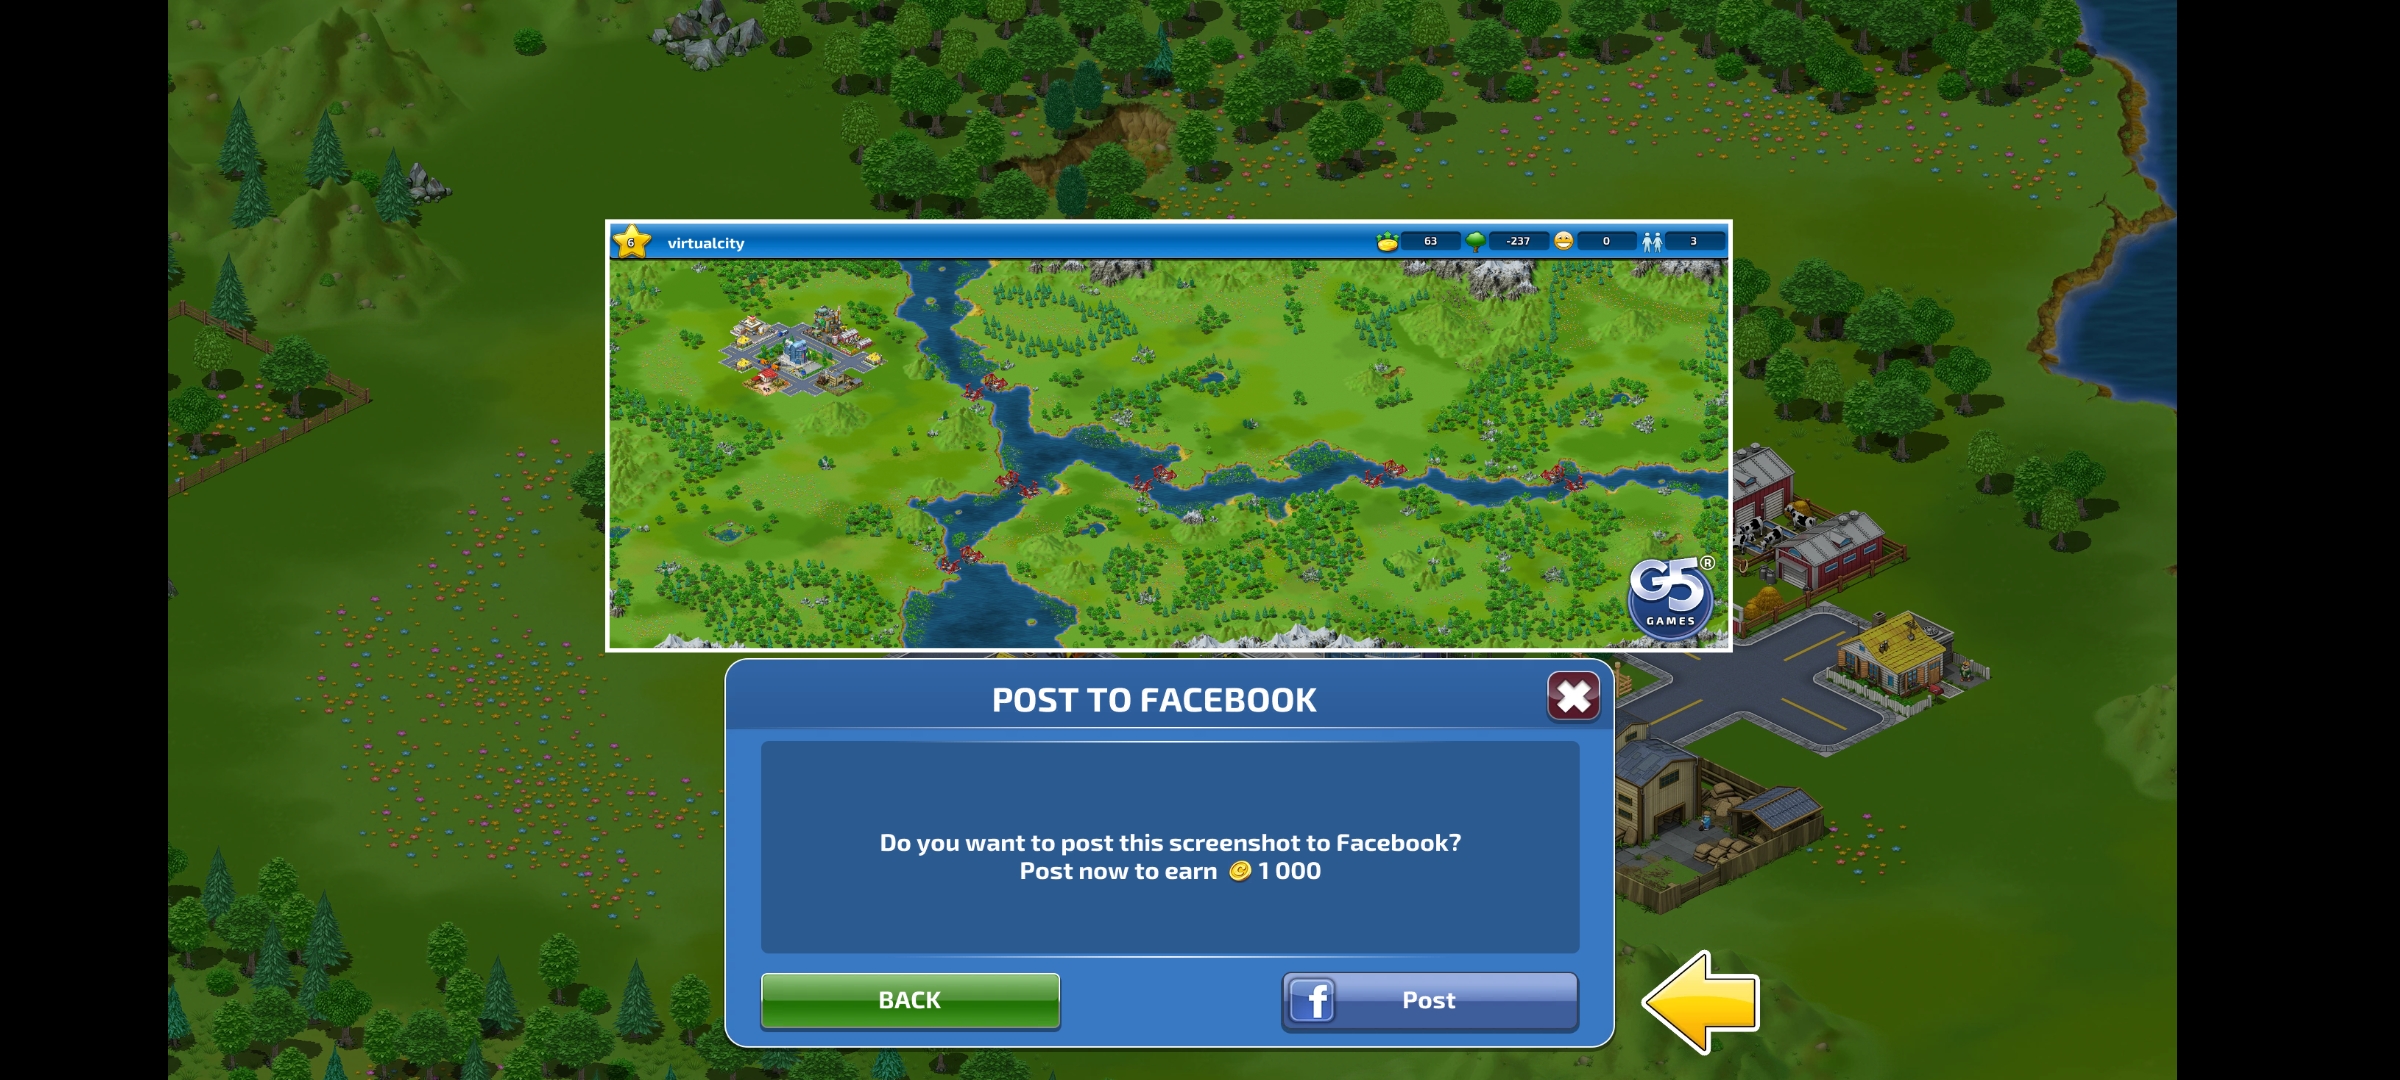 6
virtualcity
63
-237
0
3
G5®
GAMES
POST TO FACEBOOK
Do you want to post this screenshot to Facebook?
Post now to earn 1 000
BACK
f Post